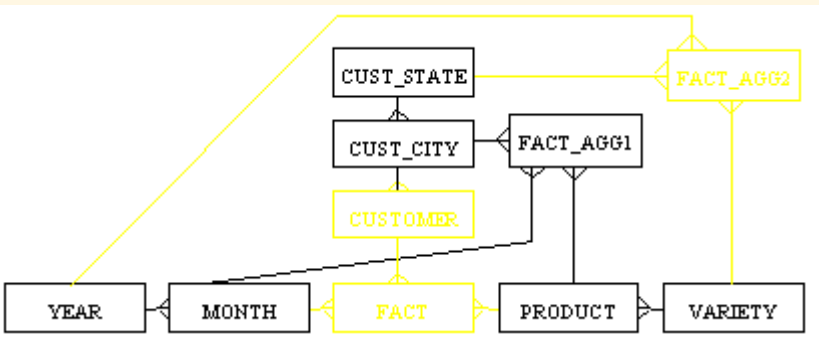 CUST_STATE
FACT_AGG2
CUST_CITY
FACT_AGG1
CUSTOMER
YEAR
MONTH
FACT
PRODUCT
VARIETY